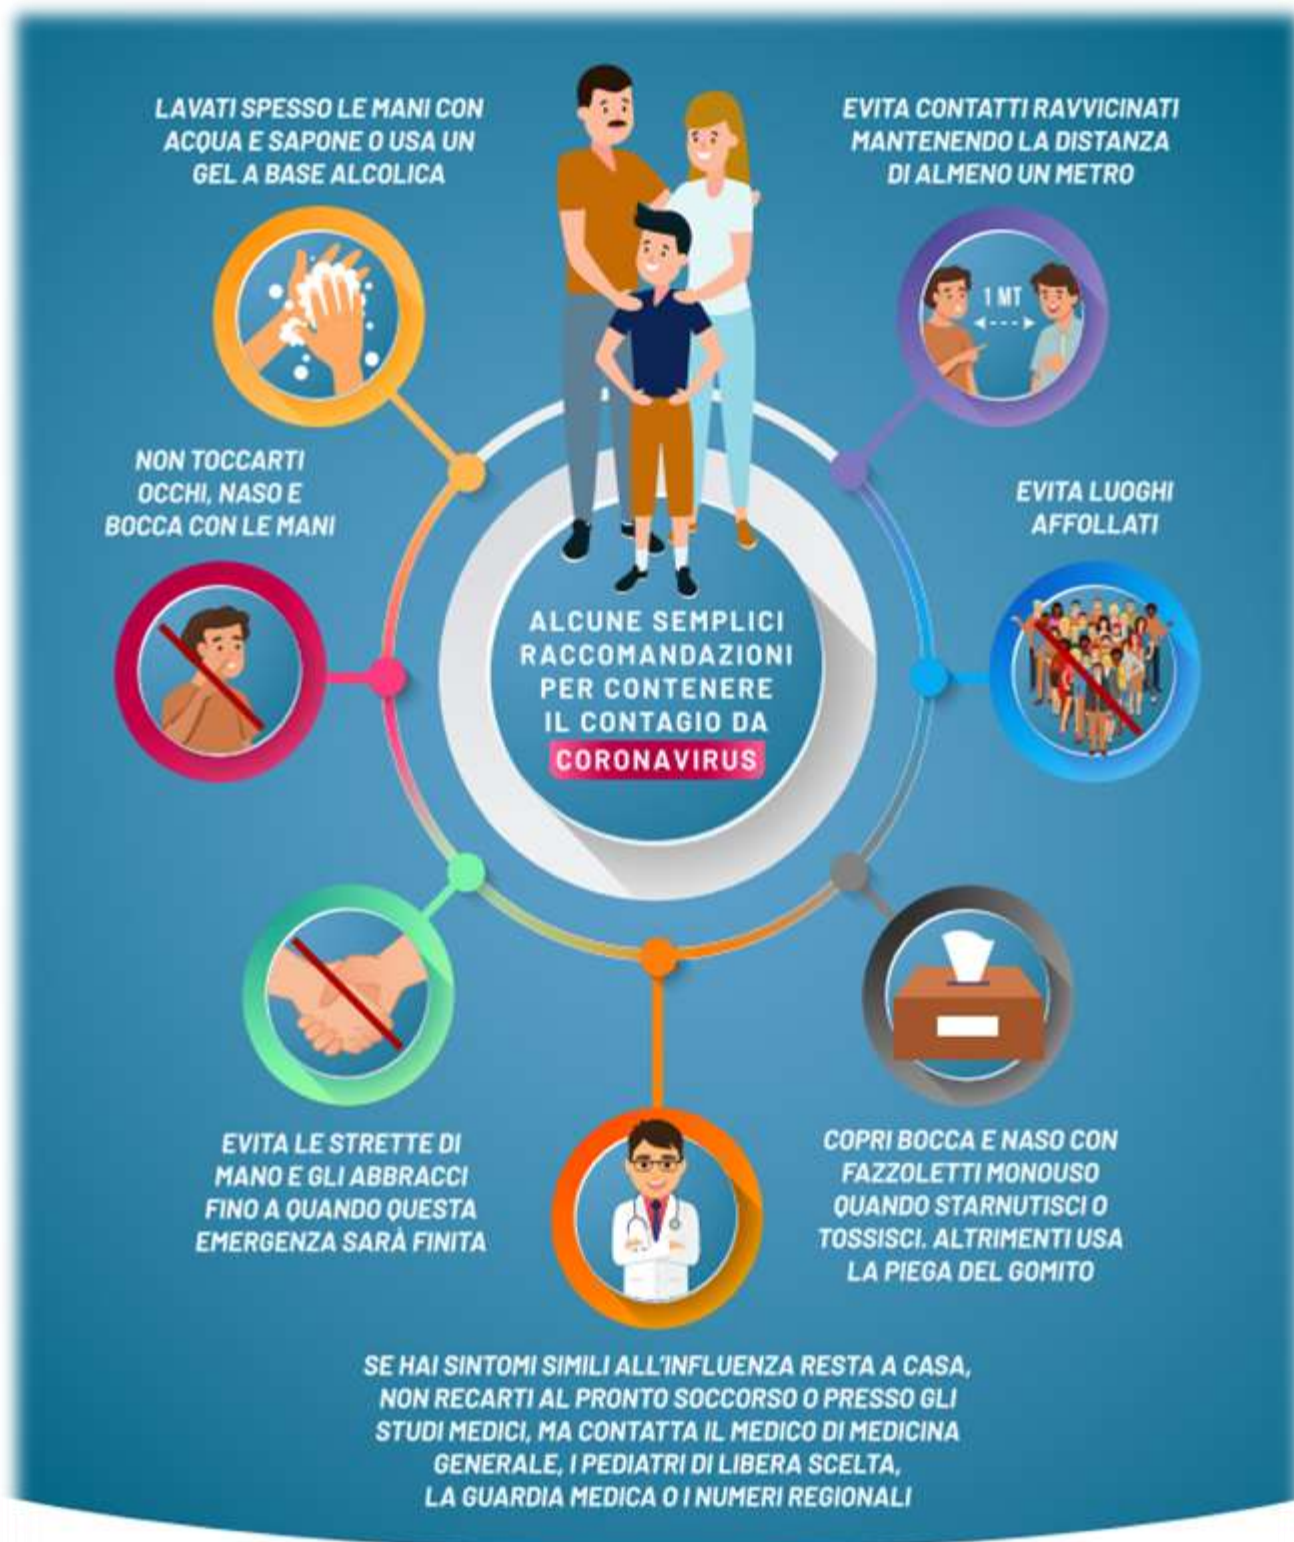 LAVATI SPESSO LE MANI CON
ACQUA E SAPONE O USA UN
GEL A BASE ALCOLICA
EVITA CONTATTI RAVVICINATI
MANTENENDO LA DISTANZA
DI ALMENO UN METRO
1 MT
NON TOCCARTI
OCCHI, NASO E
BOCCA CON LE MANI
EVITA LUOGHI
AFFOLLATI
ALCUNE SEMPLICI
RACCOMANDAZIONI
PER CONTENERE
IL CONTAGIO DA
CORONAVIRUS
EVITA LE STRETTE DI
MANO E GLI ABBRACCI
FINO A QUANDO QUESTA
EMERGENZA SARÀ FINITA
COPRI BOCCA E NASO CON
FAZZOLETTI MONOUSO
QUANDO STARNUTISCI O
TOSSISCI. ALTRIMENTI USA
LA PIEGA DEL GOMITO
SE HAI SINTOMI SIMILI ALL'INFLUENZA RESTA A CASA,
NON RECARTI AL PRONTO SOCCORSO O PRESSO GLI
STUDI MEDICI, MA CONTATTA IL MEDICO DI MEDICINA
GENERALE, I PEDIATRI DI LIBERA SCELTA,
LA GUARDIA MEDICA O I NUMERI REGIONALI